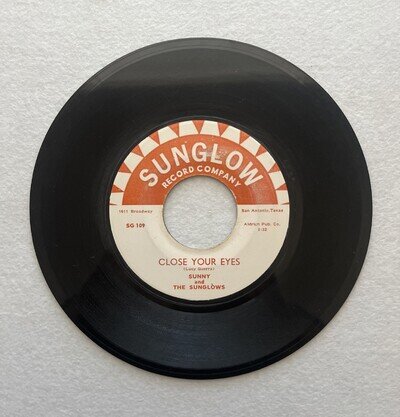 SUNGLOW
RECORD COMPANY
1611 Broadway
San Antonio, Texas
SG 109
Aldrich Pub. Co.
CLOSE YOUR EYES
SUNNY
and
THE SUNGLOWS